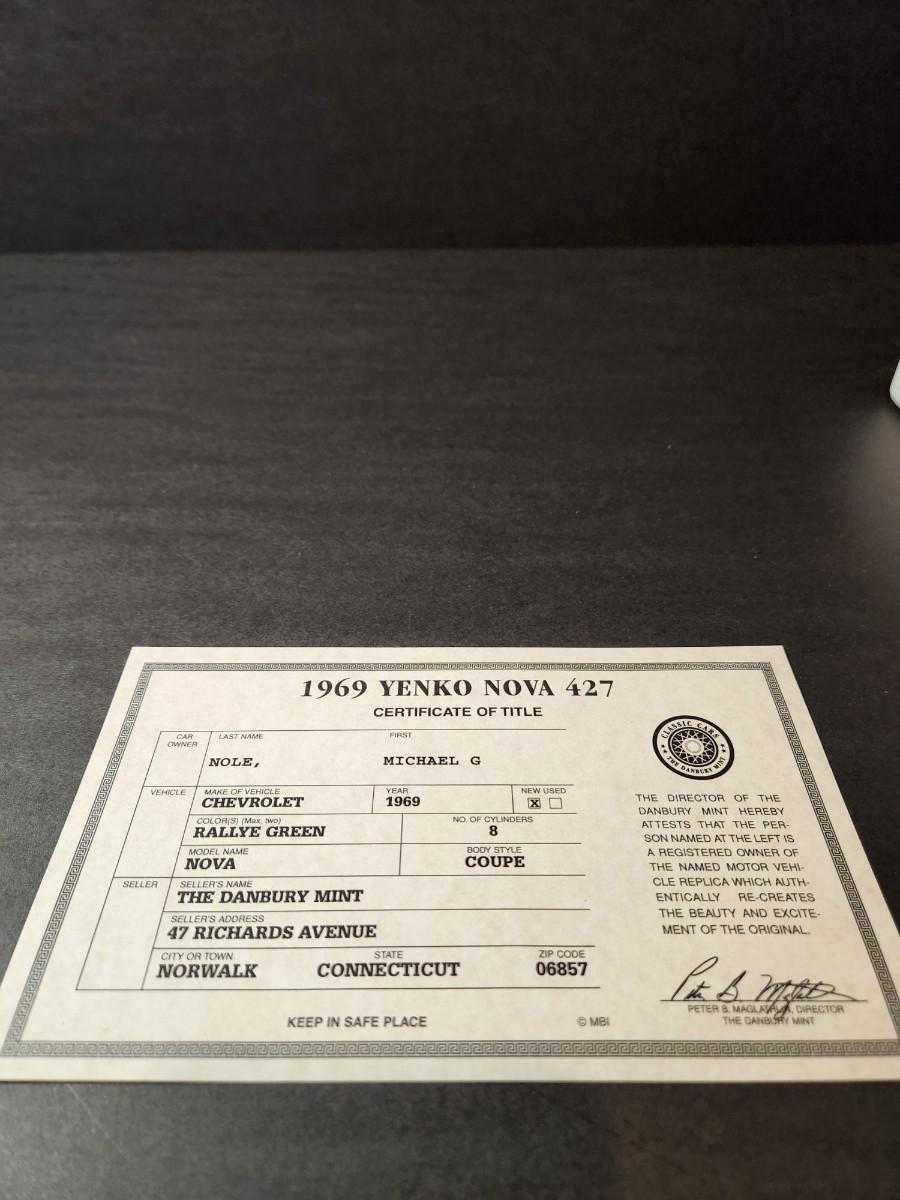 1969 YENKO NOVA 427
CERTIFICATE OF TITLE
CAR OWNER
LAST NAME FIRST
NOLE, MICHAEL G
VEHICLE
MAKE OF VEHICLE YEAR NEW USED
CHEVROLET 1969 X
COLOR(S) (Max. two) NO. OF CYLINDERS
RALLYE GREEN 8
MODEL NAME BODY STYLE
NOVA COUPE
SELLER
SELLER'S NAME
THE DANBURY MINT
SELLER'S ADDRESS
47 RICHARDS AVENUE
CITY OR TOWN STATE ZIP CODE
NORWALK CONNECTICUT 06857
KEEP IN SAFE PLACE © MBI
CLASSIC CARS
THE DANBURY MINT
THE DIRECTOR OF THE
DANBURY MINT HEREBY
ATTESTS THAT THE PER-
SON NAMED AT THE LEFT IS
A REGISTERED OWNER OF
THE NAMED MOTOR VEHI-
CLE REPLICA WHICH AUTH-
ENTICALLY RE-CREATES
THE BEAUTY AND EXCITE-
MENT OF THE ORIGINAL.
Peter B. Maglathlin
PETER B. MAGLATHLIN, DIRECTOR
THE DANBURY MINT